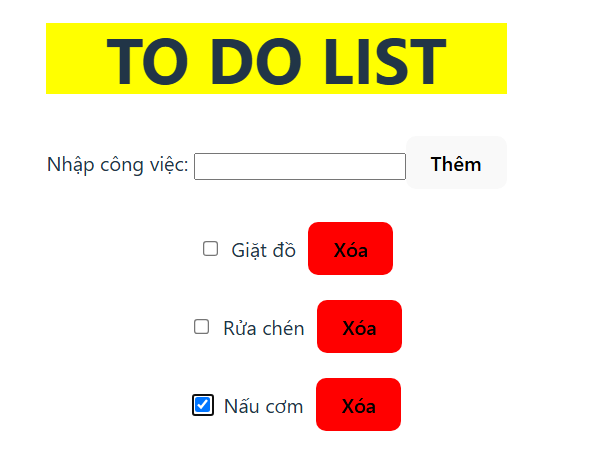 TO DO LIST
Nhập công việc: Thêm
Giặt đồ Xóa
Rửa chén Xóa
Nấu cơm Xóa